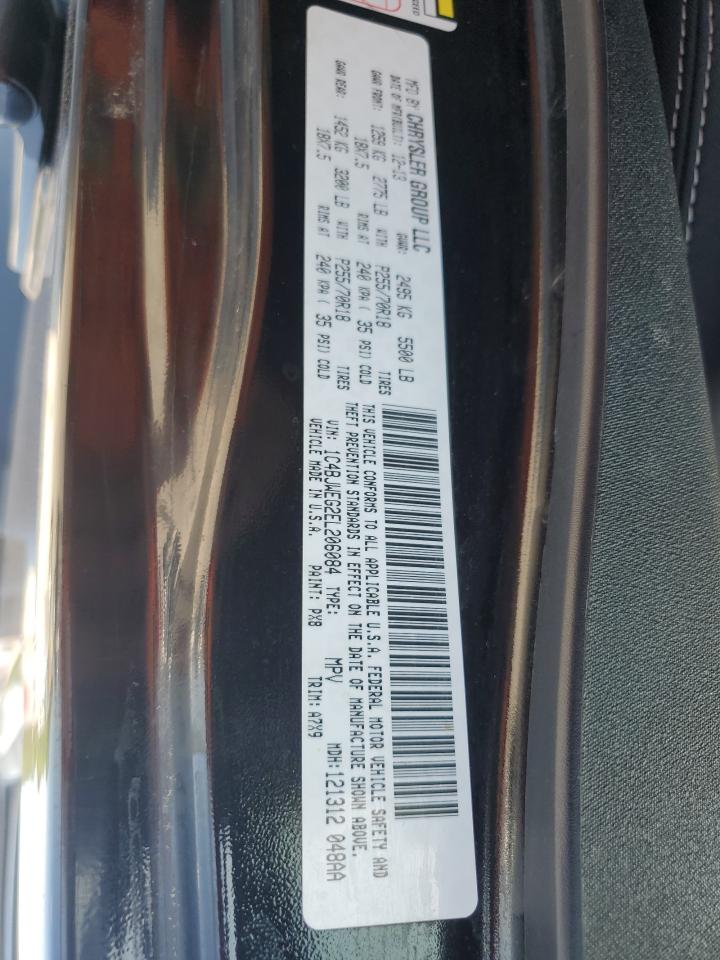 MFD BY CHRYSLER GROUP LLC
DATE OF MFR/BUILT: 12-13 GVWR: 2495 KG 5500 LB
GAWR FRONT: 1259 KG 2775 LB WITH P255/70R18 TIRES
18X7.5 RIMS AT 240 KPA ( 35 PSI) COLD
GAWR REAR: 1452 KG 3200 LB WITH P255/70R18 TIRES
18X7.5 RIMS AT 240 KPA ( 35 PSI) COLD
THIS VEHICLE CONFORMS TO ALL APPLICABLE U.S.A. FEDERAL MOTOR VEHICLE SAFETY AND
THEFT PREVENTION STANDARDS IN EFFECT ON THE DATE OF MANUFACTURE SHOWN ABOVE.
VIN: 1C4BJWEG2EL206084 TYPE: MPV MDH:121312 048AA
VEHICLE MADE IN U.S.A. PAINT: PX8 TRIM: A7X9